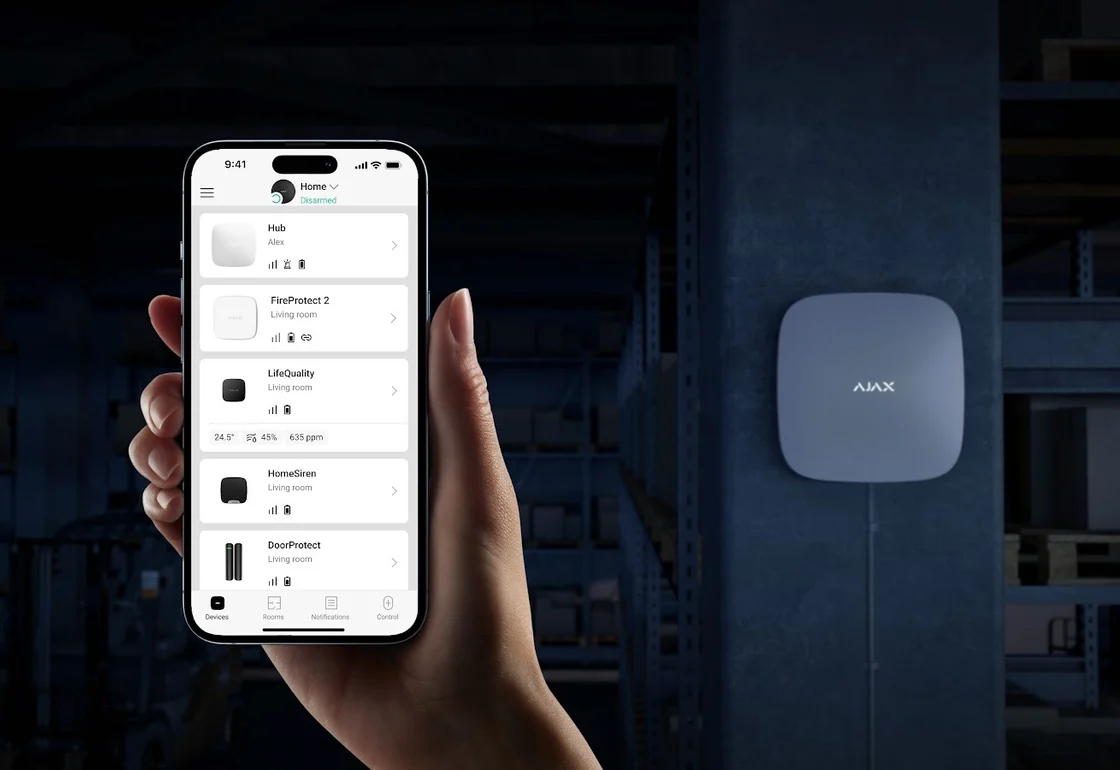 9:41
Home
Disarmed
Hub
Alex
FireProtect 2
Living room
LifeQuality
Living room
24.5° 45% 635 ppm
HomeSiren
Living room
DoorProtect
Living room
Devices Rooms Notifications Control
AJAX